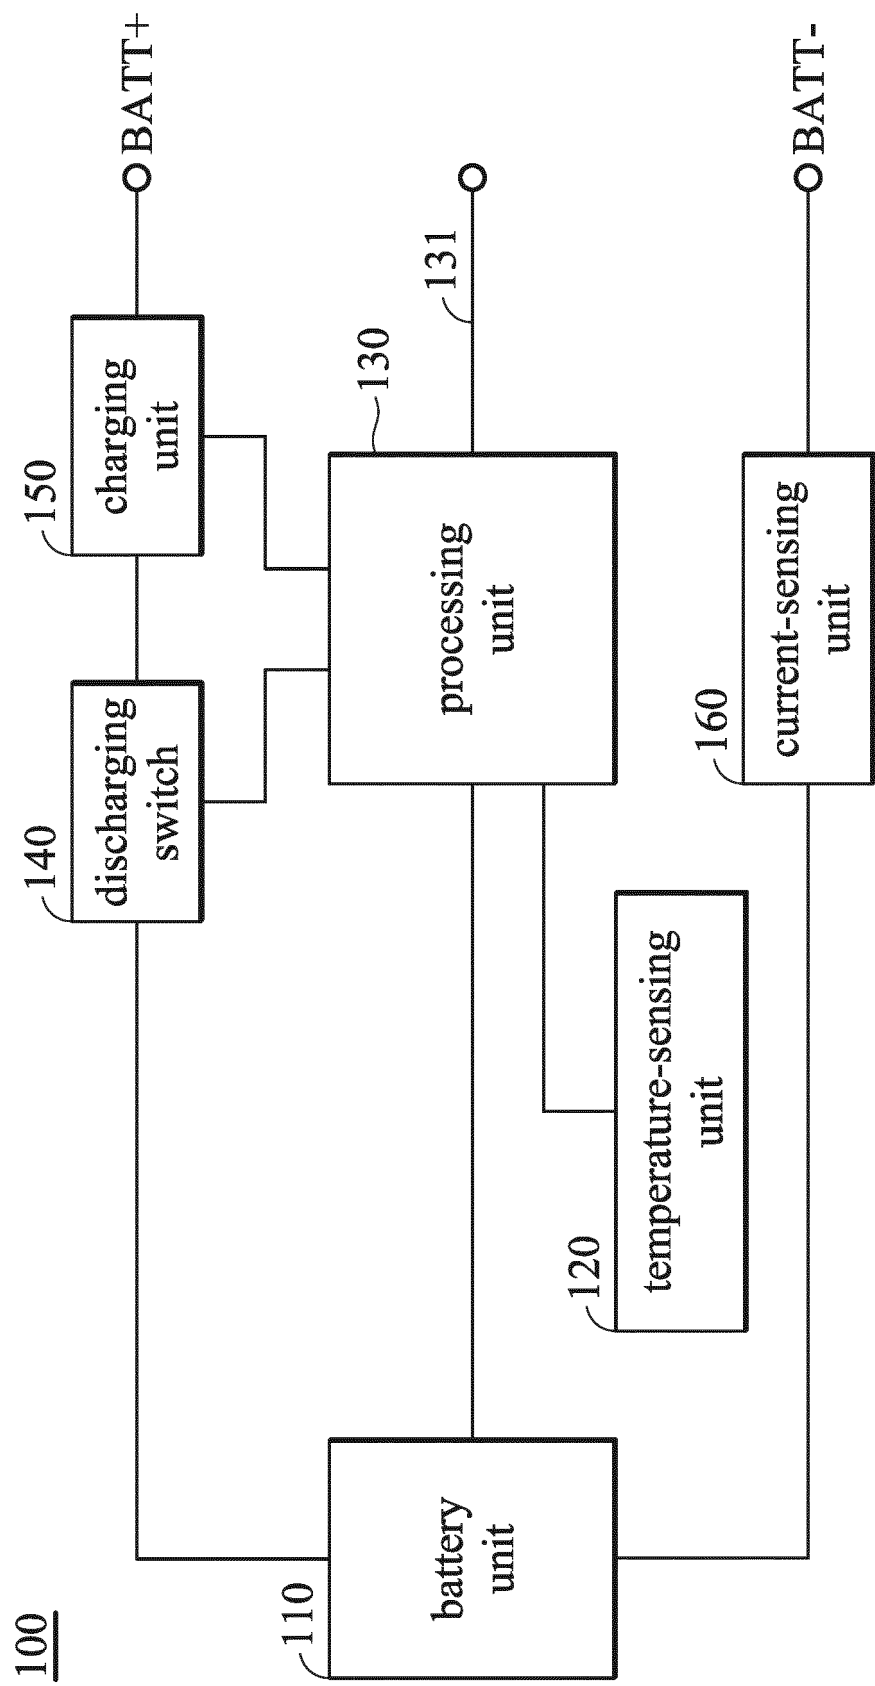 100
110
battery
unit
120
temperature-sensing
unit
130
processing
unit
131
140
discharging
switch
150
charging
unit
160
current-sensing
unit
BATT+
BATT-